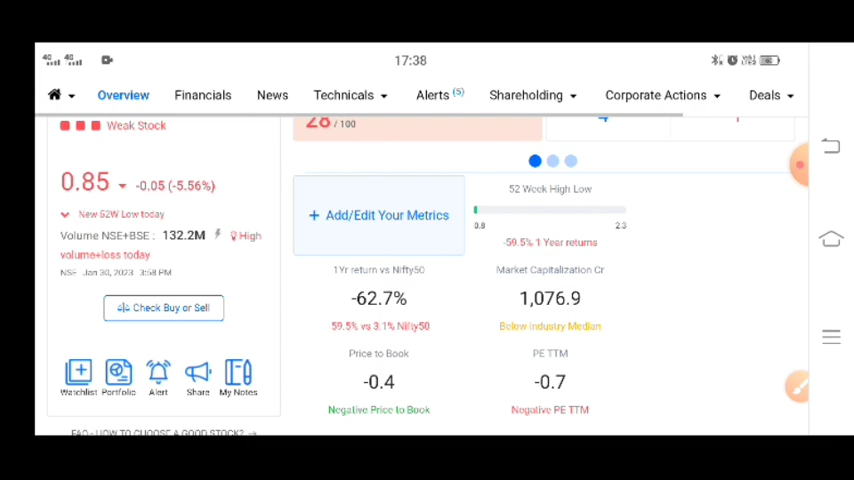 4G 4G 17:38
Overview Financials News Technicals Alerts (5) Shareholding Corporate Actions Deals
Weak Stock
28 / 100
0.85 -0.05 (-5.56%)
New 52W Low today
Volume NSE+BSE : 132.2M High
volume+loss today
NSE Jan 30, 2023 3:58 PM
Check Buy or Sell
Watchlist Portfolio Alert Share My Notes
FAQ - HOW TO CHOOSE A GOOD STOCK?
+ Add/Edit Your Metrics
52 Week High Low
0.8 2.3
-59.5% 1 Year returns
1Yr return vs Nifty50
-62.7%
59.5% vs 3.1% Nifty50
Market Capitalization Cr
1,076.9
Below Industry Median
Price to Book
-0.4
Negative Price to Book
PE TTM
-0.7
Negative PE TTM